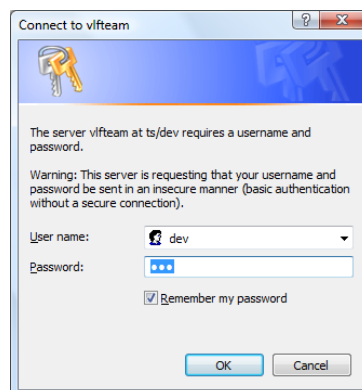 Connect to vlfteam
The server vlfteam at ts/dev requires a username and
password.
Warning: This server is requesting that your username and
password be sent in an insecure manner (basic authentication
without a secure connection).
User name: dev
Password: •••
Remember my password
OK Cancel